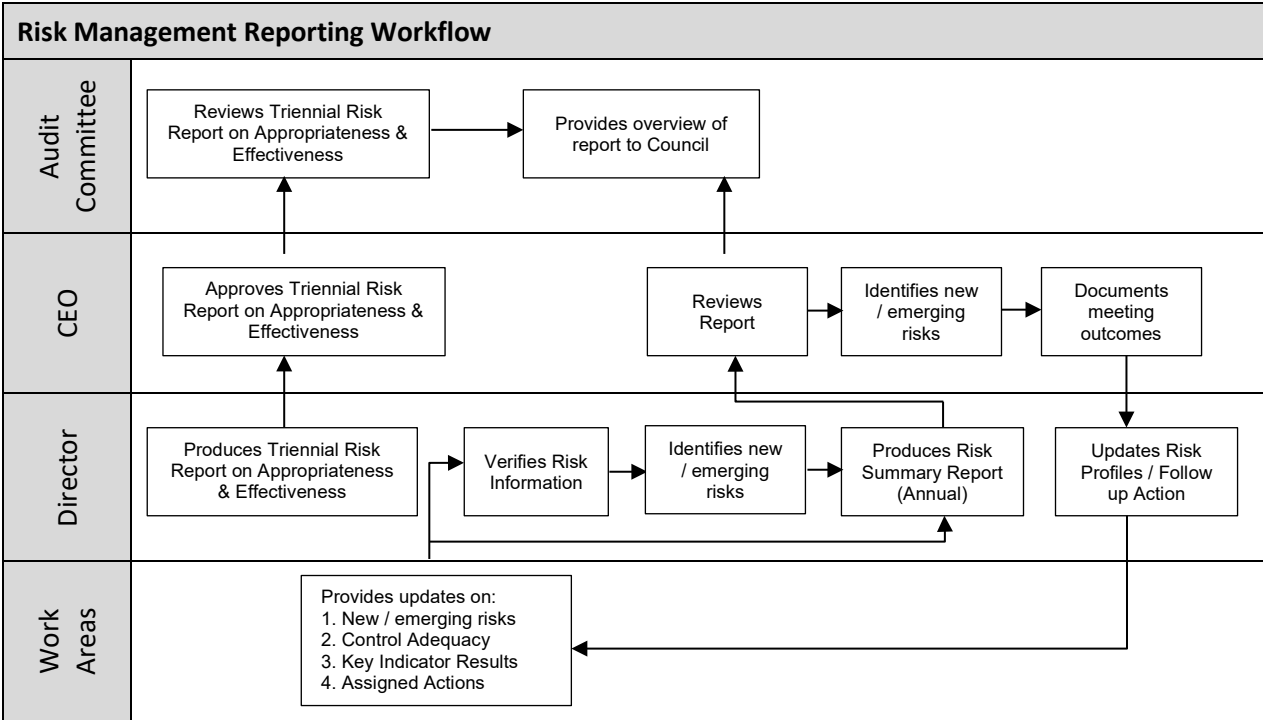 Risk Management Reporting Workflow
Audit
Committee
Reviews Triennial Risk
Report on Appropriateness &
Effectiveness
Provides overview of
report to Council
CEO
Approves Triennial Risk
Report on Appropriateness &
Effectiveness
Reviews
Report
Identifies new
/ emerging
risks
Documents
meeting
outcomes
Director
Produces Triennial Risk
Report on Appropriateness
& Effectiveness
Verifies Risk
Information
Identifies new
/ emerging
risks
Produces Risk
Summary Report
(Annual)
Updates Risk
Profiles / Follow
up Action
Work
Areas
Provides updates on:
1. New / emerging risks
2. Control Adequacy
3. Key Indicator Results
4. Assigned Actions